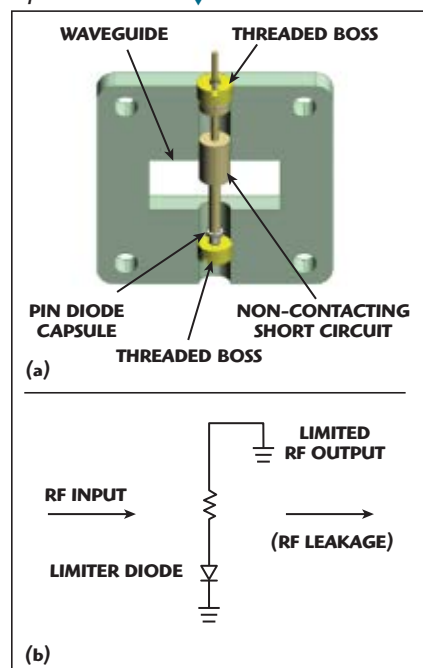 WAVEGUIDE
THREADED BOSS
PIN DIODE
CAPSULE
NON-CONTACTING
SHORT CIRCUIT
THREADED BOSS
(a)
LIMITED
RF OUTPUT
RF INPUT
(RF LEAKAGE)
LIMITER DIODE
(b)